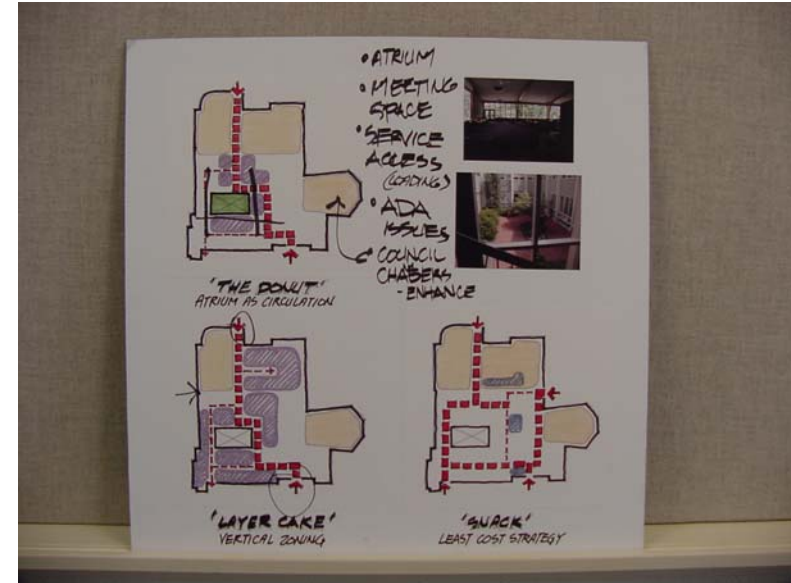 • ATRIUM
• MEETING
SPACE
• SERVICE
ACCESS
(LOADING)
• ADA
ISSUES
• COUNCIL
CHABERS
- ENHANCE
"THE DONUT"
ATRIUM AS CIRCULATION
"LAYER CAKE"
VERTICAL ZONING
"SNACK"
LEAST COST STRATEGY